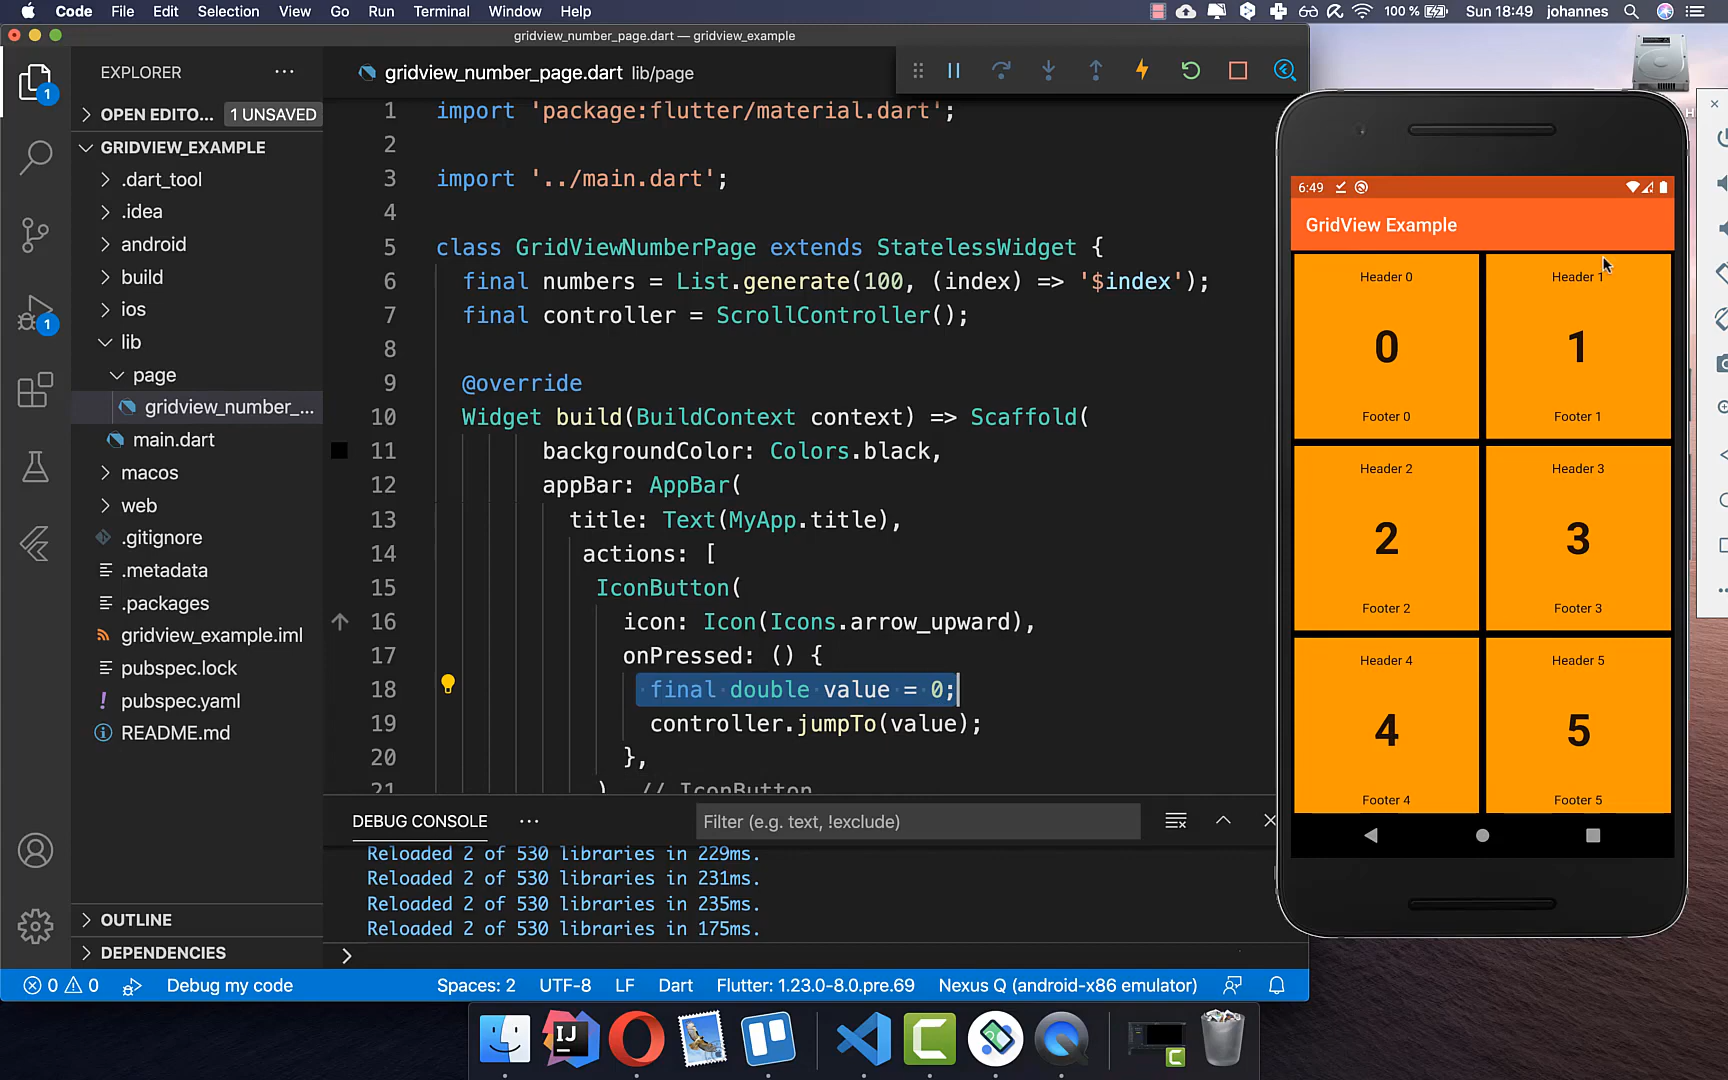 Code File Edit Selection View Go Run Terminal Window Help
100 % Sun 18:49 johannes
gridview_number_page.dart — gridview_example
EXPLORER
OPEN EDITO... 1 UNSAVED
GRIDVIEW_EXAMPLE
.dart_tool
.idea
android
build
ios
lib
page
gridview_number_...
main.dart
macos
web
.gitignore
.metadata
.packages
gridview_example.iml
pubspec.lock
pubspec.yaml
README.md
OUTLINE
DEPENDENCIES
1
1
gridview_number_page.dart lib/page
1 import 'package:flutter/material.dart';
2
3 import '../main.dart';
4
5 class GridViewNumberPage extends StatelessWidget {
6 final numbers = List.generate(100, (index) => '$index');
7 final controller = ScrollController();
8
9 @override
10 Widget build(BuildContext context) => Scaffold(
11 backgroundColor: Colors.black,
12 appBar: AppBar(
13 title: Text(MyApp.title),
14 actions: [
15 IconButton(
16 icon: Icon(Icons.arrow_upward),
17 onPressed: () {
18 final double value = 0;
19 controller.jumpTo(value);
20 },
21 ) // IconButton
DEBUG CONSOLE
Filter (e.g. text, !exclude)
Reloaded 2 of 530 libraries in 229ms.
Reloaded 2 of 530 libraries in 231ms.
Reloaded 2 of 530 libraries in 235ms.
Reloaded 2 of 530 libraries in 175ms.
0 0 Debug my code Spaces: 2 UTF-8 LF Dart Flutter: 1.23.0-8.0.pre.69 Nexus Q (android-x86 emulator)
6:49
GridView Example
Header 0 Header 1
0 1
Footer 0 Footer 1
Header 2 Header 3
2 3
Footer 2 Footer 3
Header 4 Header 5
4 5
Footer 4 Footer 5
IJ